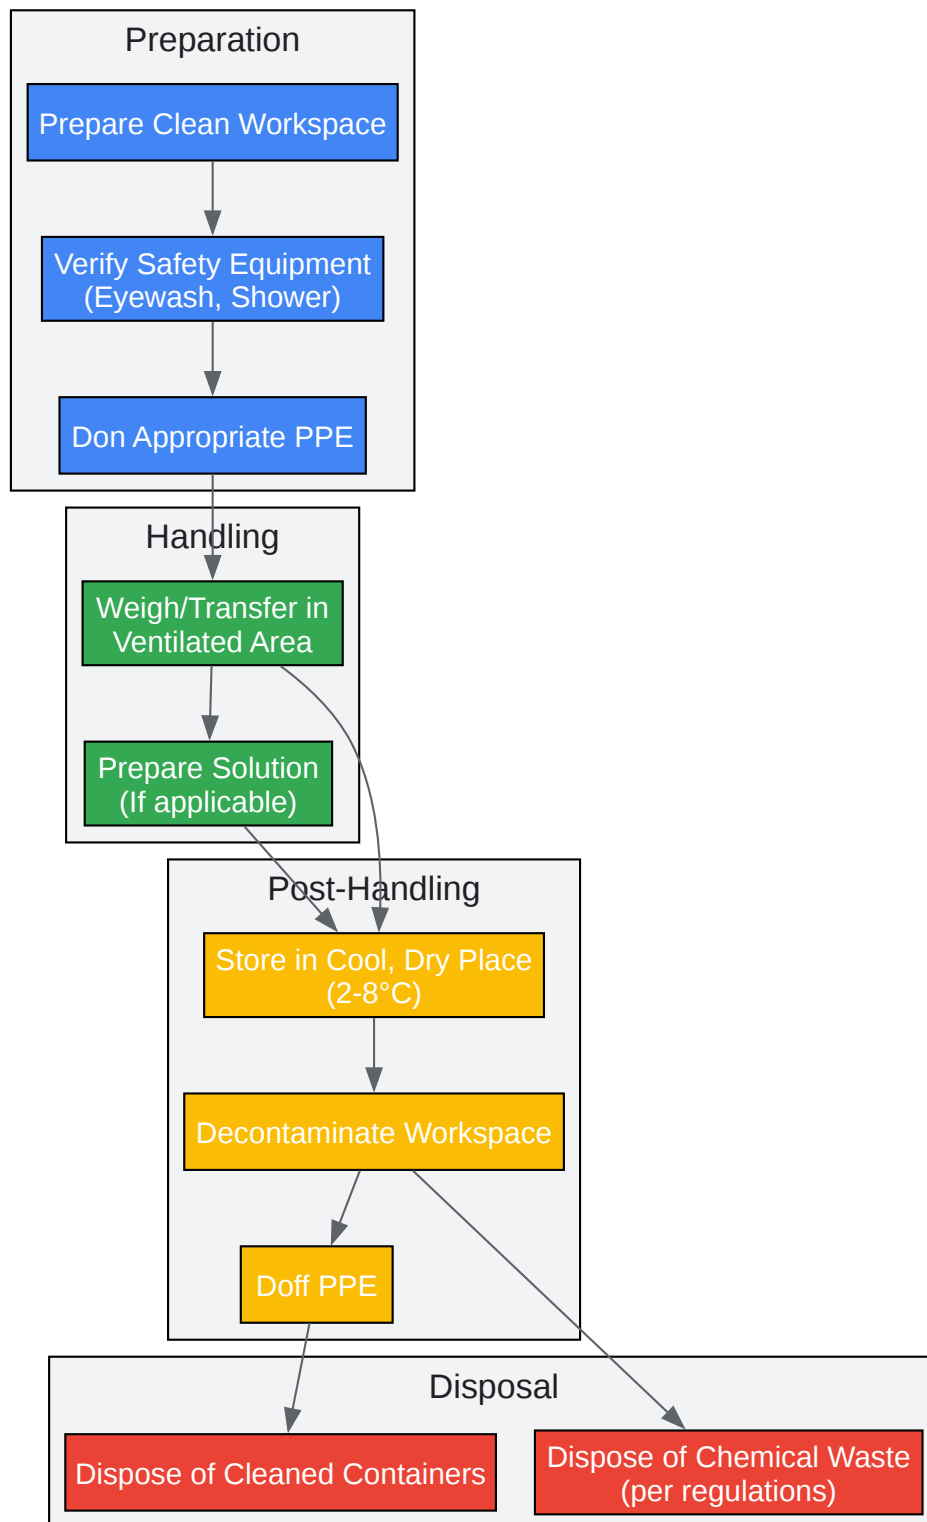 Preparation
Prepare Clean Workspace
Verify Safety Equipment
(Eyewash, Shower)
Don Appropriate PPE
Handling
Weigh/Transfer in
Ventilated Area
Prepare Solution
(If applicable)
Post-Handling
Store in Cool, Dry Place
(2-8°C)
Decontaminate Workspace
Doff PPE
Disposal
Dispose of Cleaned Containers
Dispose of Chemical Waste
(per regulations)